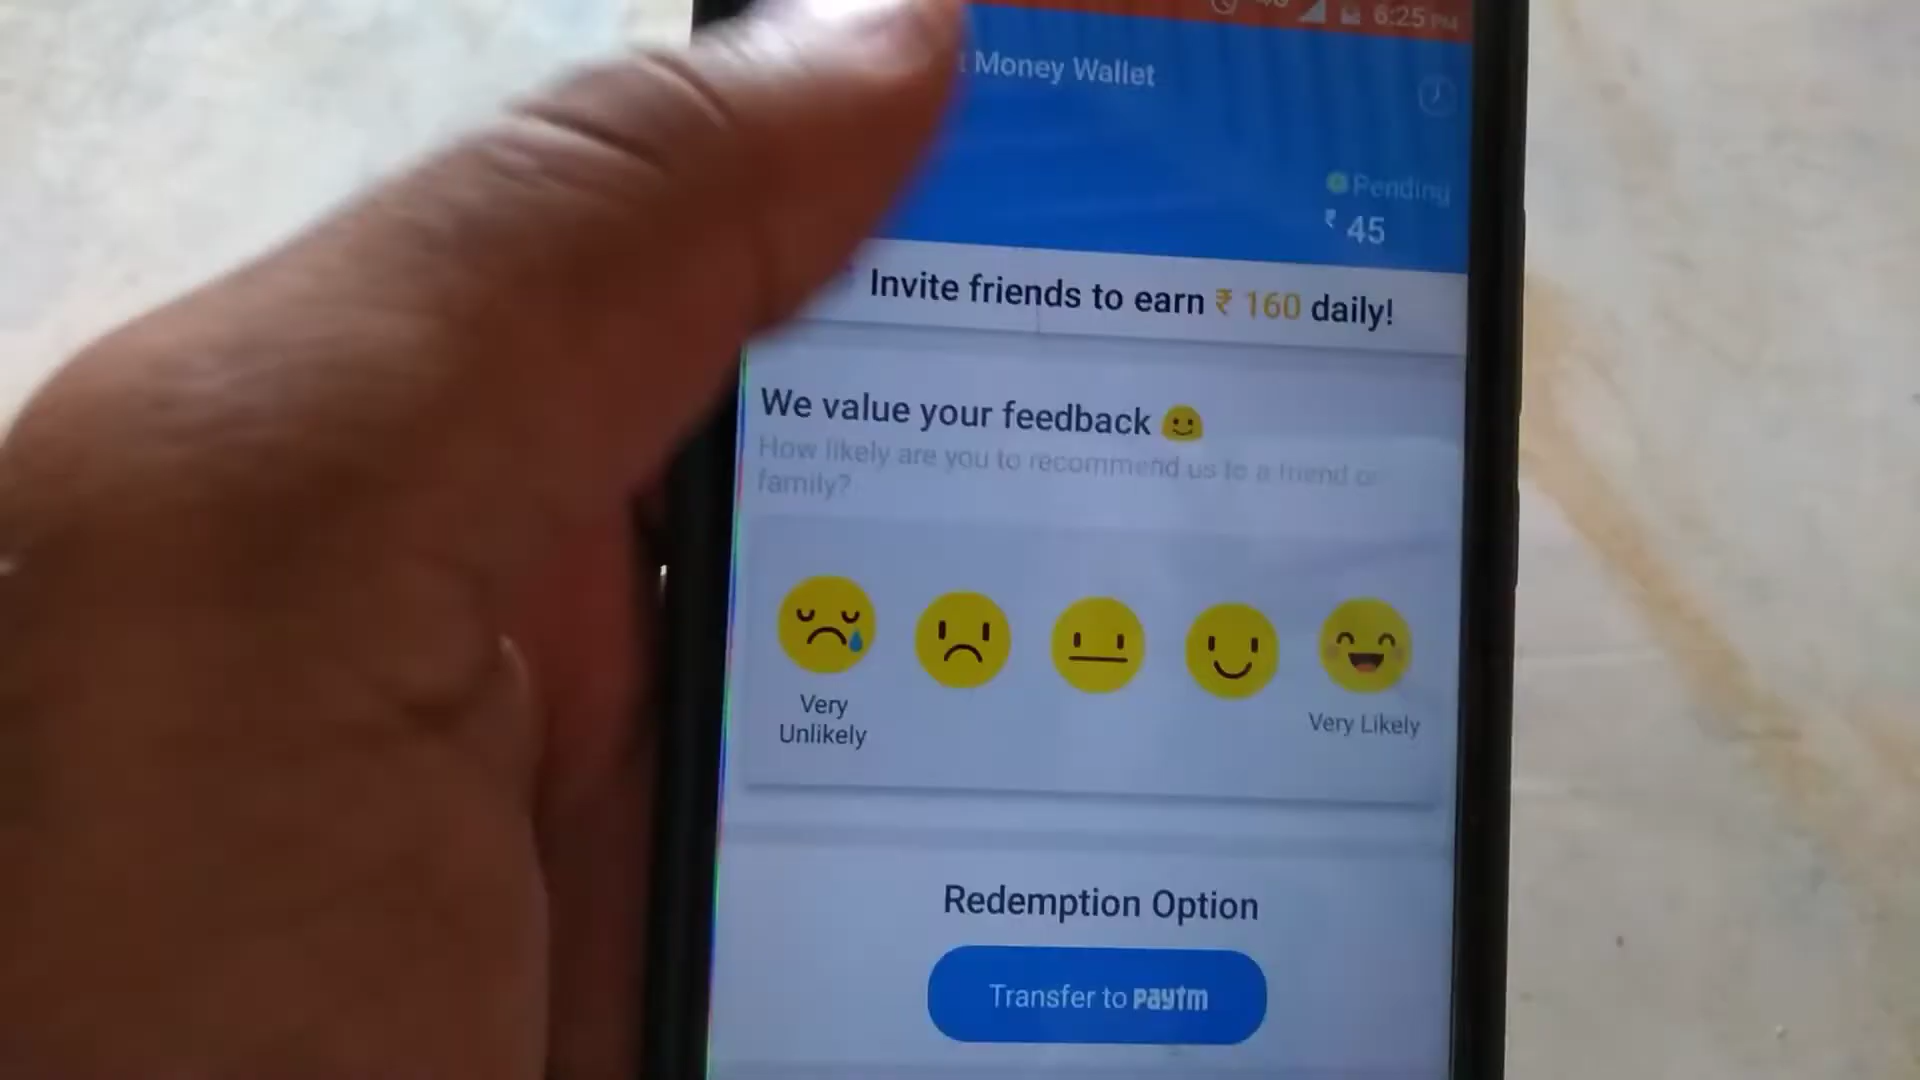 6:25 PM
Money Wallet
Pending
₹ 45
Invite friends to earn ₹ 160 daily!
We value your feedback
How likely are you to recommend us to a friend or
family?
Very
Unlikely
Very Likely
Redemption Option
Transfer to paytm